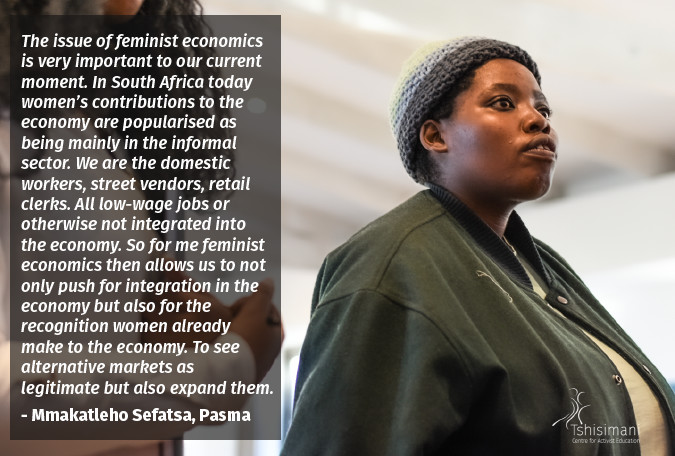 The issue of feminist economics
is very important to our current
moment. In South Africa today
women's contributions to the
economy are popularised as
being mainly in the informal
sector. We are the domestic
workers, street vendors, retail
clerks. All low-wage jobs or
otherwise not integrated into
the economy. So for me feminist
economics then allows us to not
only push for integration in the
economy but also for the
recognition women already
make to the economy. To see
alternative markets as
legitimate but also expand them.
- Mmakatleho Sefatsa, Pasma
Tshisimani
Centre for Activist Education